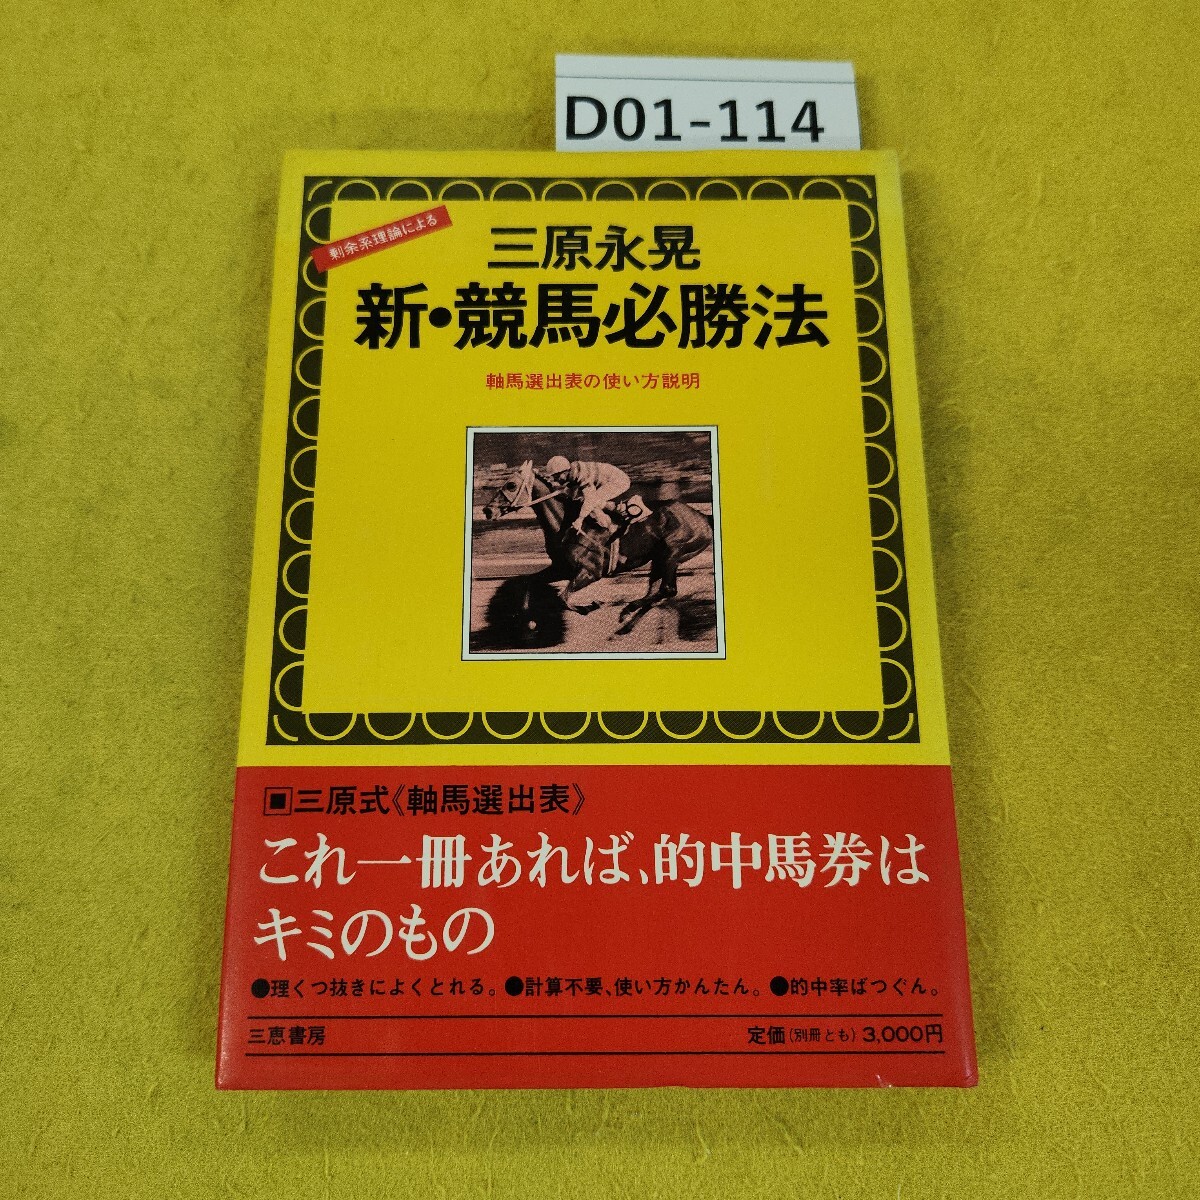 D01-114
剰余系理論による
三原永晃
新・競馬必勝法
軸馬選出表の使い方説明
▣三原式《軸馬選出表》
これ一冊あれば、的中馬券は
キミのもの
●理くつ抜きによくとれる。●計算不要、使い方かんたん。●的中率ばつぐん。
三恵書房 定価(別冊とも)3,000円